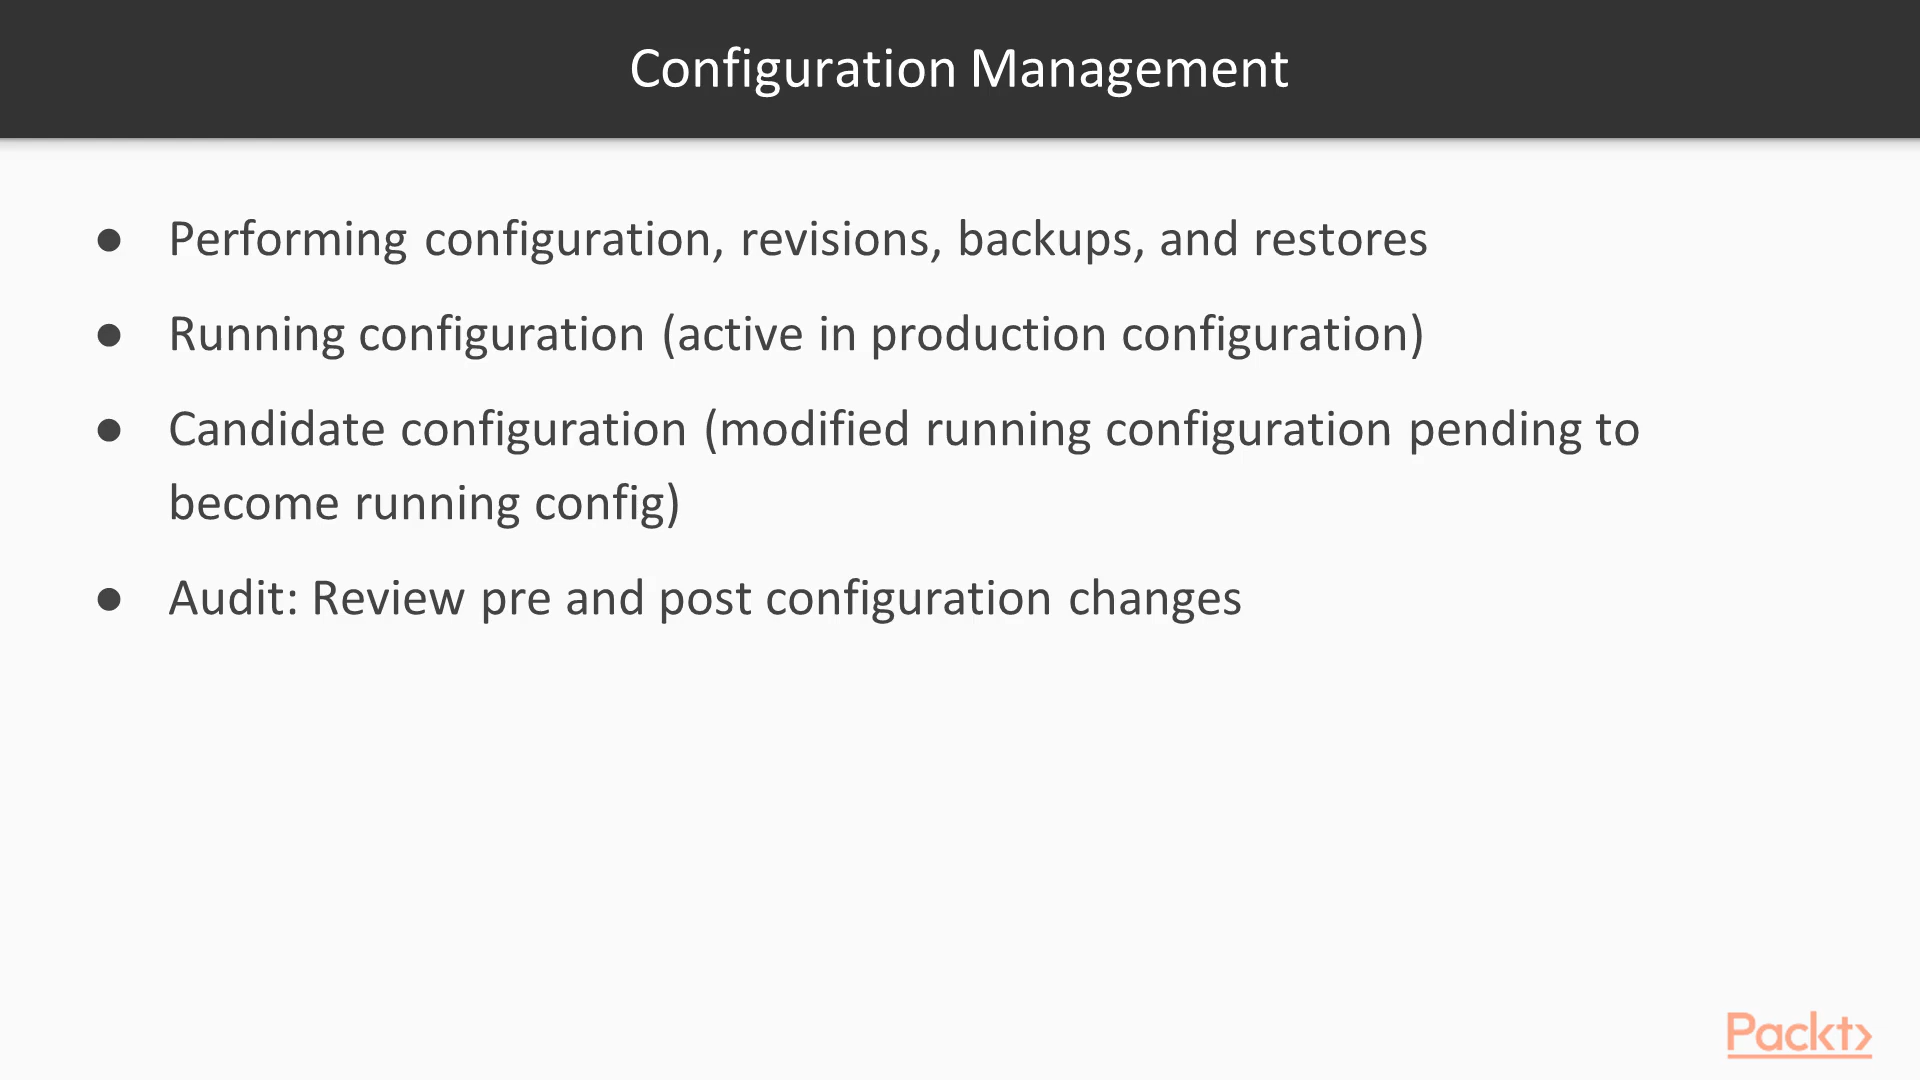 Configuration Management
● Performing configuration, revisions, backups, and restores
● Running configuration (active in production configuration)
● Candidate configuration (modified running configuration pending to
become running config)
● Audit: Review pre and post configuration changes
Packt>